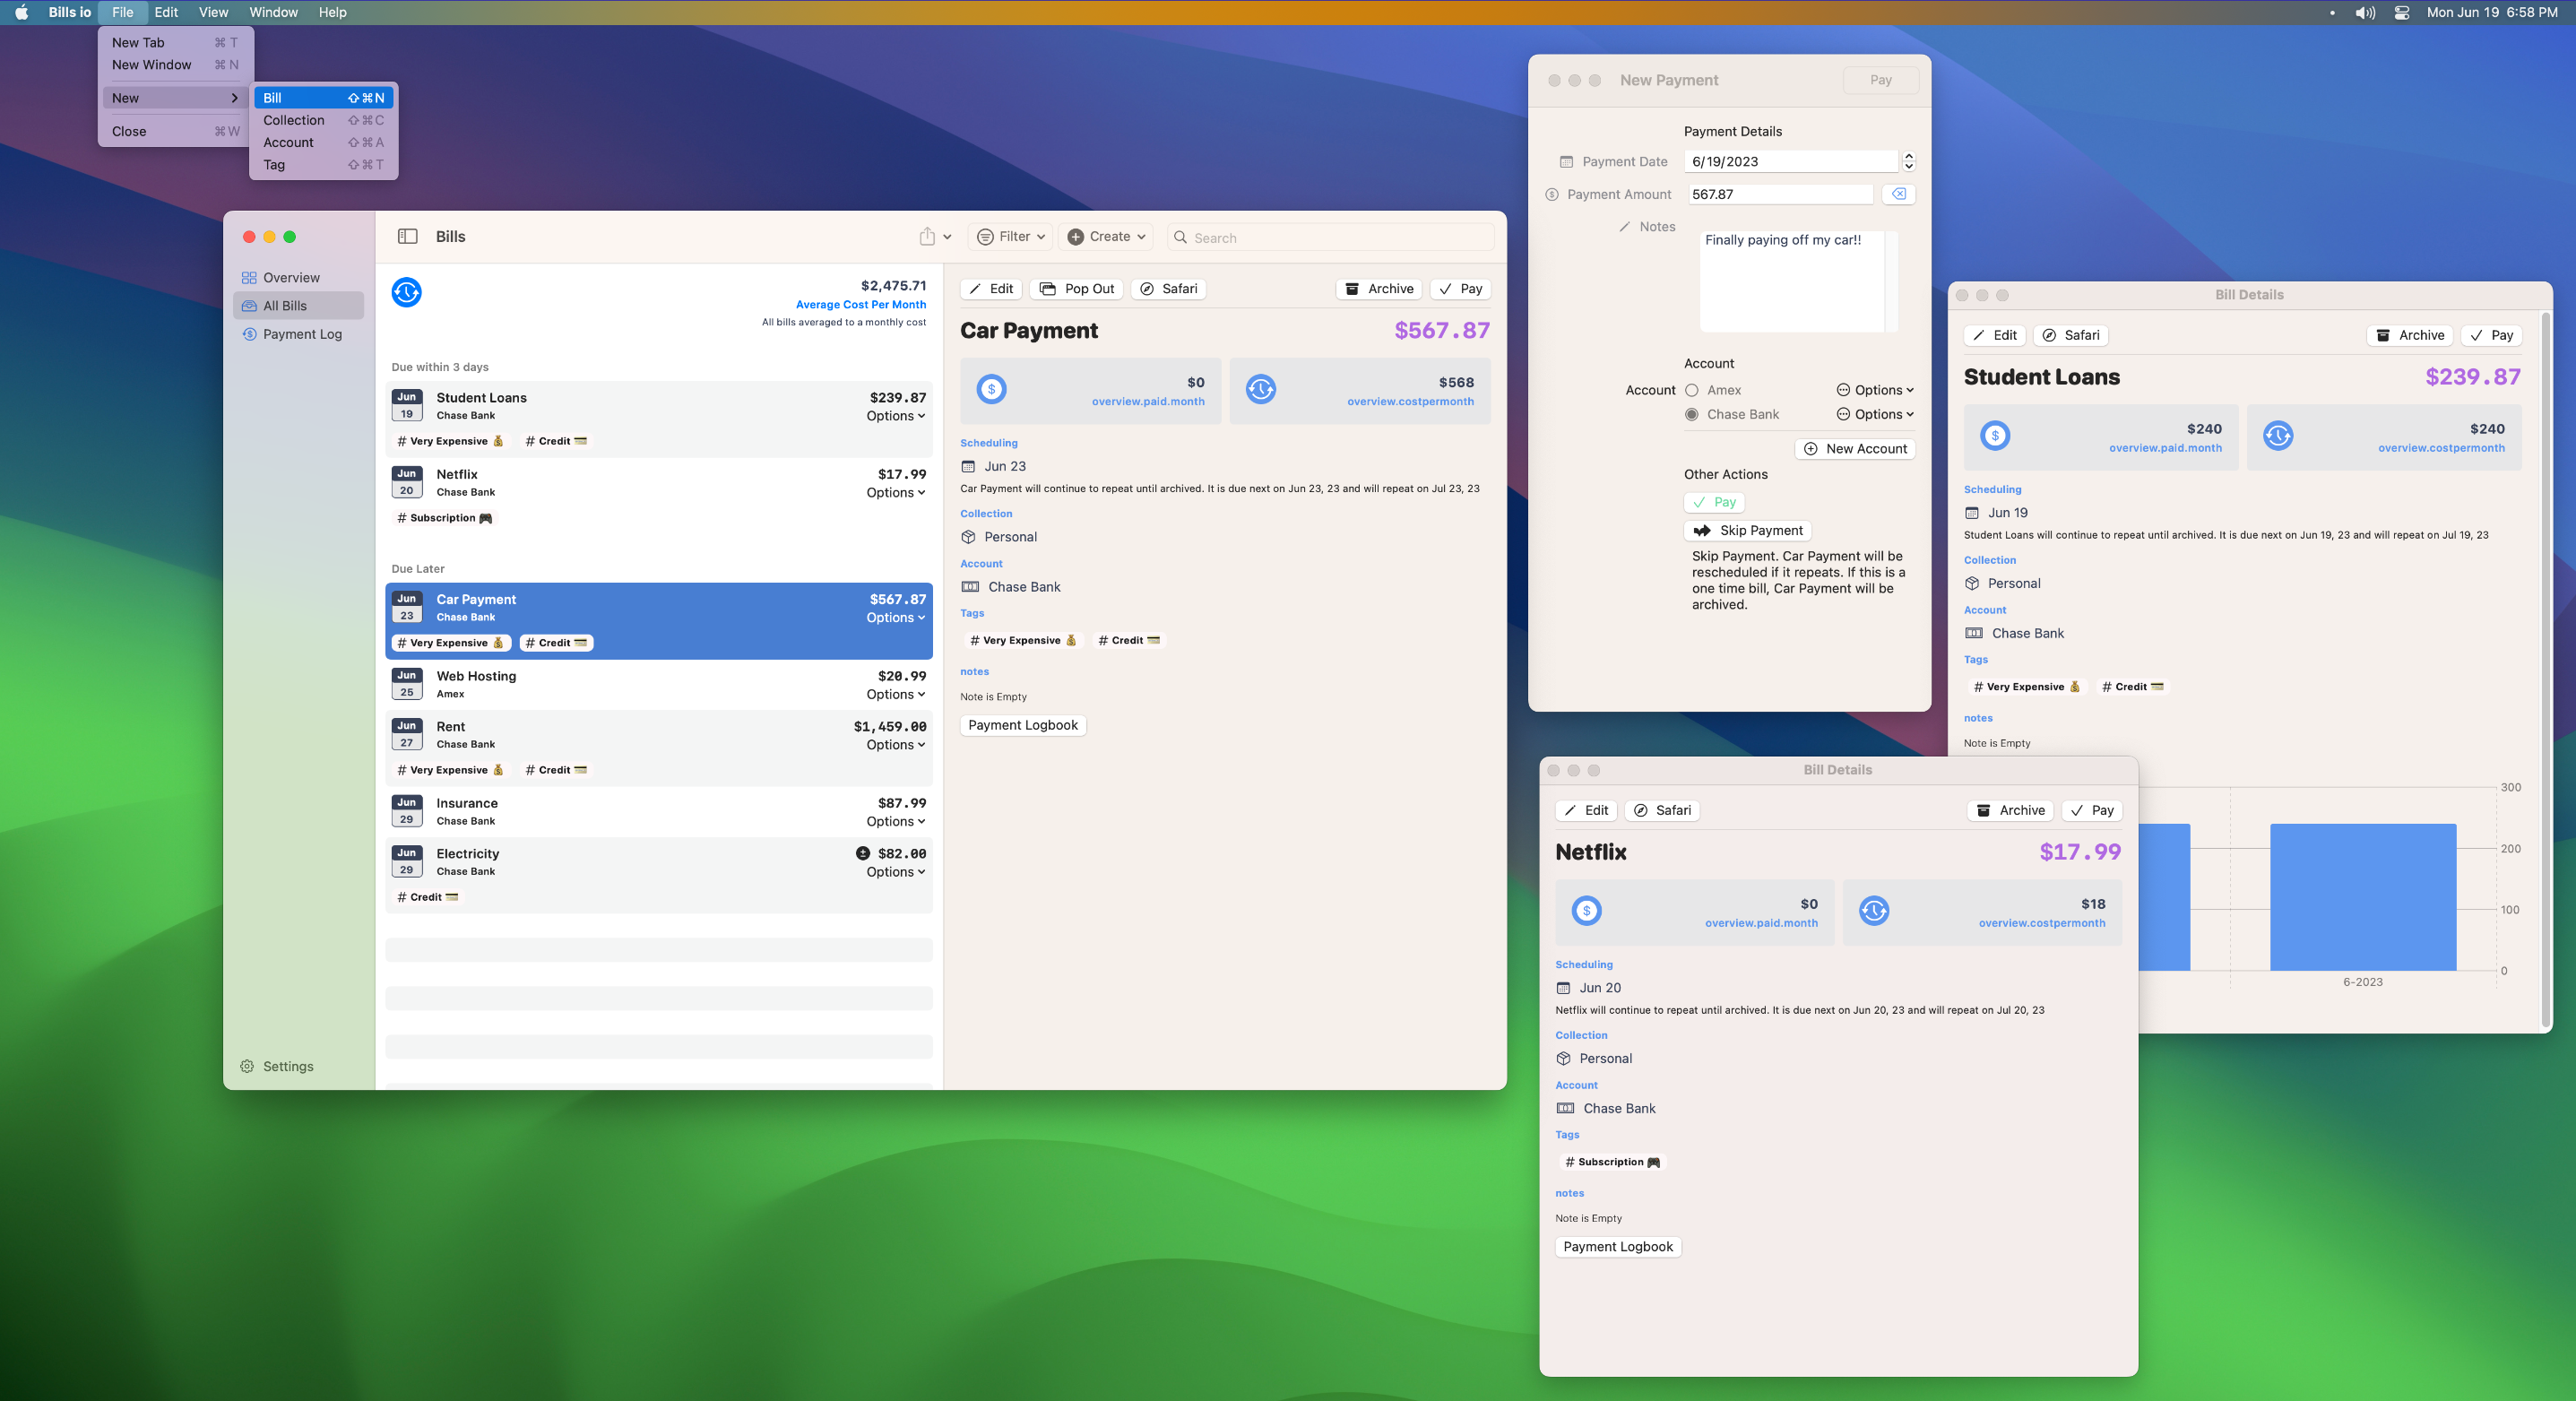 Bills io File Edit View Window Help
Mon Jun 19 6:58 PM
New Tab ⌘ T
New Window ⌘ N
New
Close ⌘ W
Bill ⇧ ⌘ N
Collection ⇧ ⌘ C
Account ⇧ ⌘ A
Tag ⇧ ⌘ T
Overview
All Bills
Payment Log
Settings
Bills
Filter
Create
Search
$2,475.71
Average Cost Per Month
All bills averaged to a monthly cost
Due within 3 days
Jun 19
Student Loans $239.87
Chase Bank Options
# Very Expensive 💰 # Credit 💳
Jun 20
Netflix $17.99
Chase Bank Options
# Subscription 🎮
Due Later
Jun 23
Car Payment $567.87
Chase Bank Options
# Very Expensive 💰 # Credit 💳
Jun 25
Web Hosting $20.99
Amex Options
Jun 27
Rent $1,459.00
Chase Bank Options
# Very Expensive 💰 # Credit 💳
Jun 29
Insurance $87.99
Chase Bank Options
Jun 29
Electricity $82.00
Chase Bank Options
# Credit 💳
Edit Pop Out Safari Archive Pay
Car Payment $567.87
$0
overview.paid.month
$568
overview.costpermonth
Scheduling
Jun 23
Car Payment will continue to repeat until archived. It is due next on Jun 23, 23 and will repeat on Jul 23, 23
Collection
Personal
Account
Chase Bank
Tags
# Very Expensive 💰 # Credit 💳
notes
Note is Empty
Payment Logbook
New Payment Pay
Payment Details
Payment Date 6/19/2023
Payment Amount 567.87
Notes
Finally paying off my car!!
Account
Account Amex Options
Chase Bank Options
New Account
Other Actions
Pay
Skip Payment
Skip Payment. Car Payment will be
rescheduled if it repeats. If this is a
one time bill, Car Payment will be
archived.
Bill Details
Edit Safari Archive Pay
Student Loans $239.87
$240
overview.paid.month
$240
overview.costpermonth
Scheduling
Jun 19
Student Loans will continue to repeat until archived. It is due next on Jun 19, 23 and will repeat on Jul 19, 23
Collection
Personal
Account
Chase Bank
Tags
# Very Expensive 💰 # Credit 💳
notes
Note is Empty
300
200
100
0
6-2023
Bill Details
Edit Safari Archive Pay
Netflix $17.99
$0
overview.paid.month
$18
overview.costpermonth
Scheduling
Jun 20
Netflix will continue to repeat until archived. It is due next on Jun 20, 23 and will repeat on Jul 20, 23
Collection
Personal
Account
Chase Bank
Tags
# Subscription 🎮
notes
Note is Empty
Payment Logbook